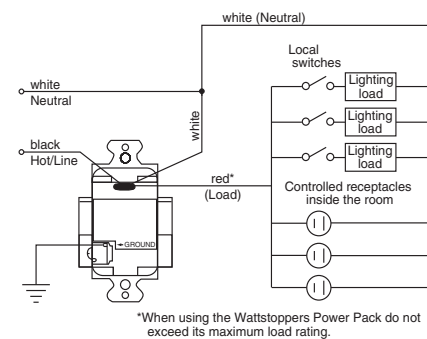 white (Neutral)
Local
switches
white
Neutral
Lighting
load
white
Lighting
load
black
Hot/Line
Lighting
load
red*
(Load)
Controlled receptacles
inside the room
GROUND
*When using the Wattstoppers Power Pack do not
exceed its maximum load rating.